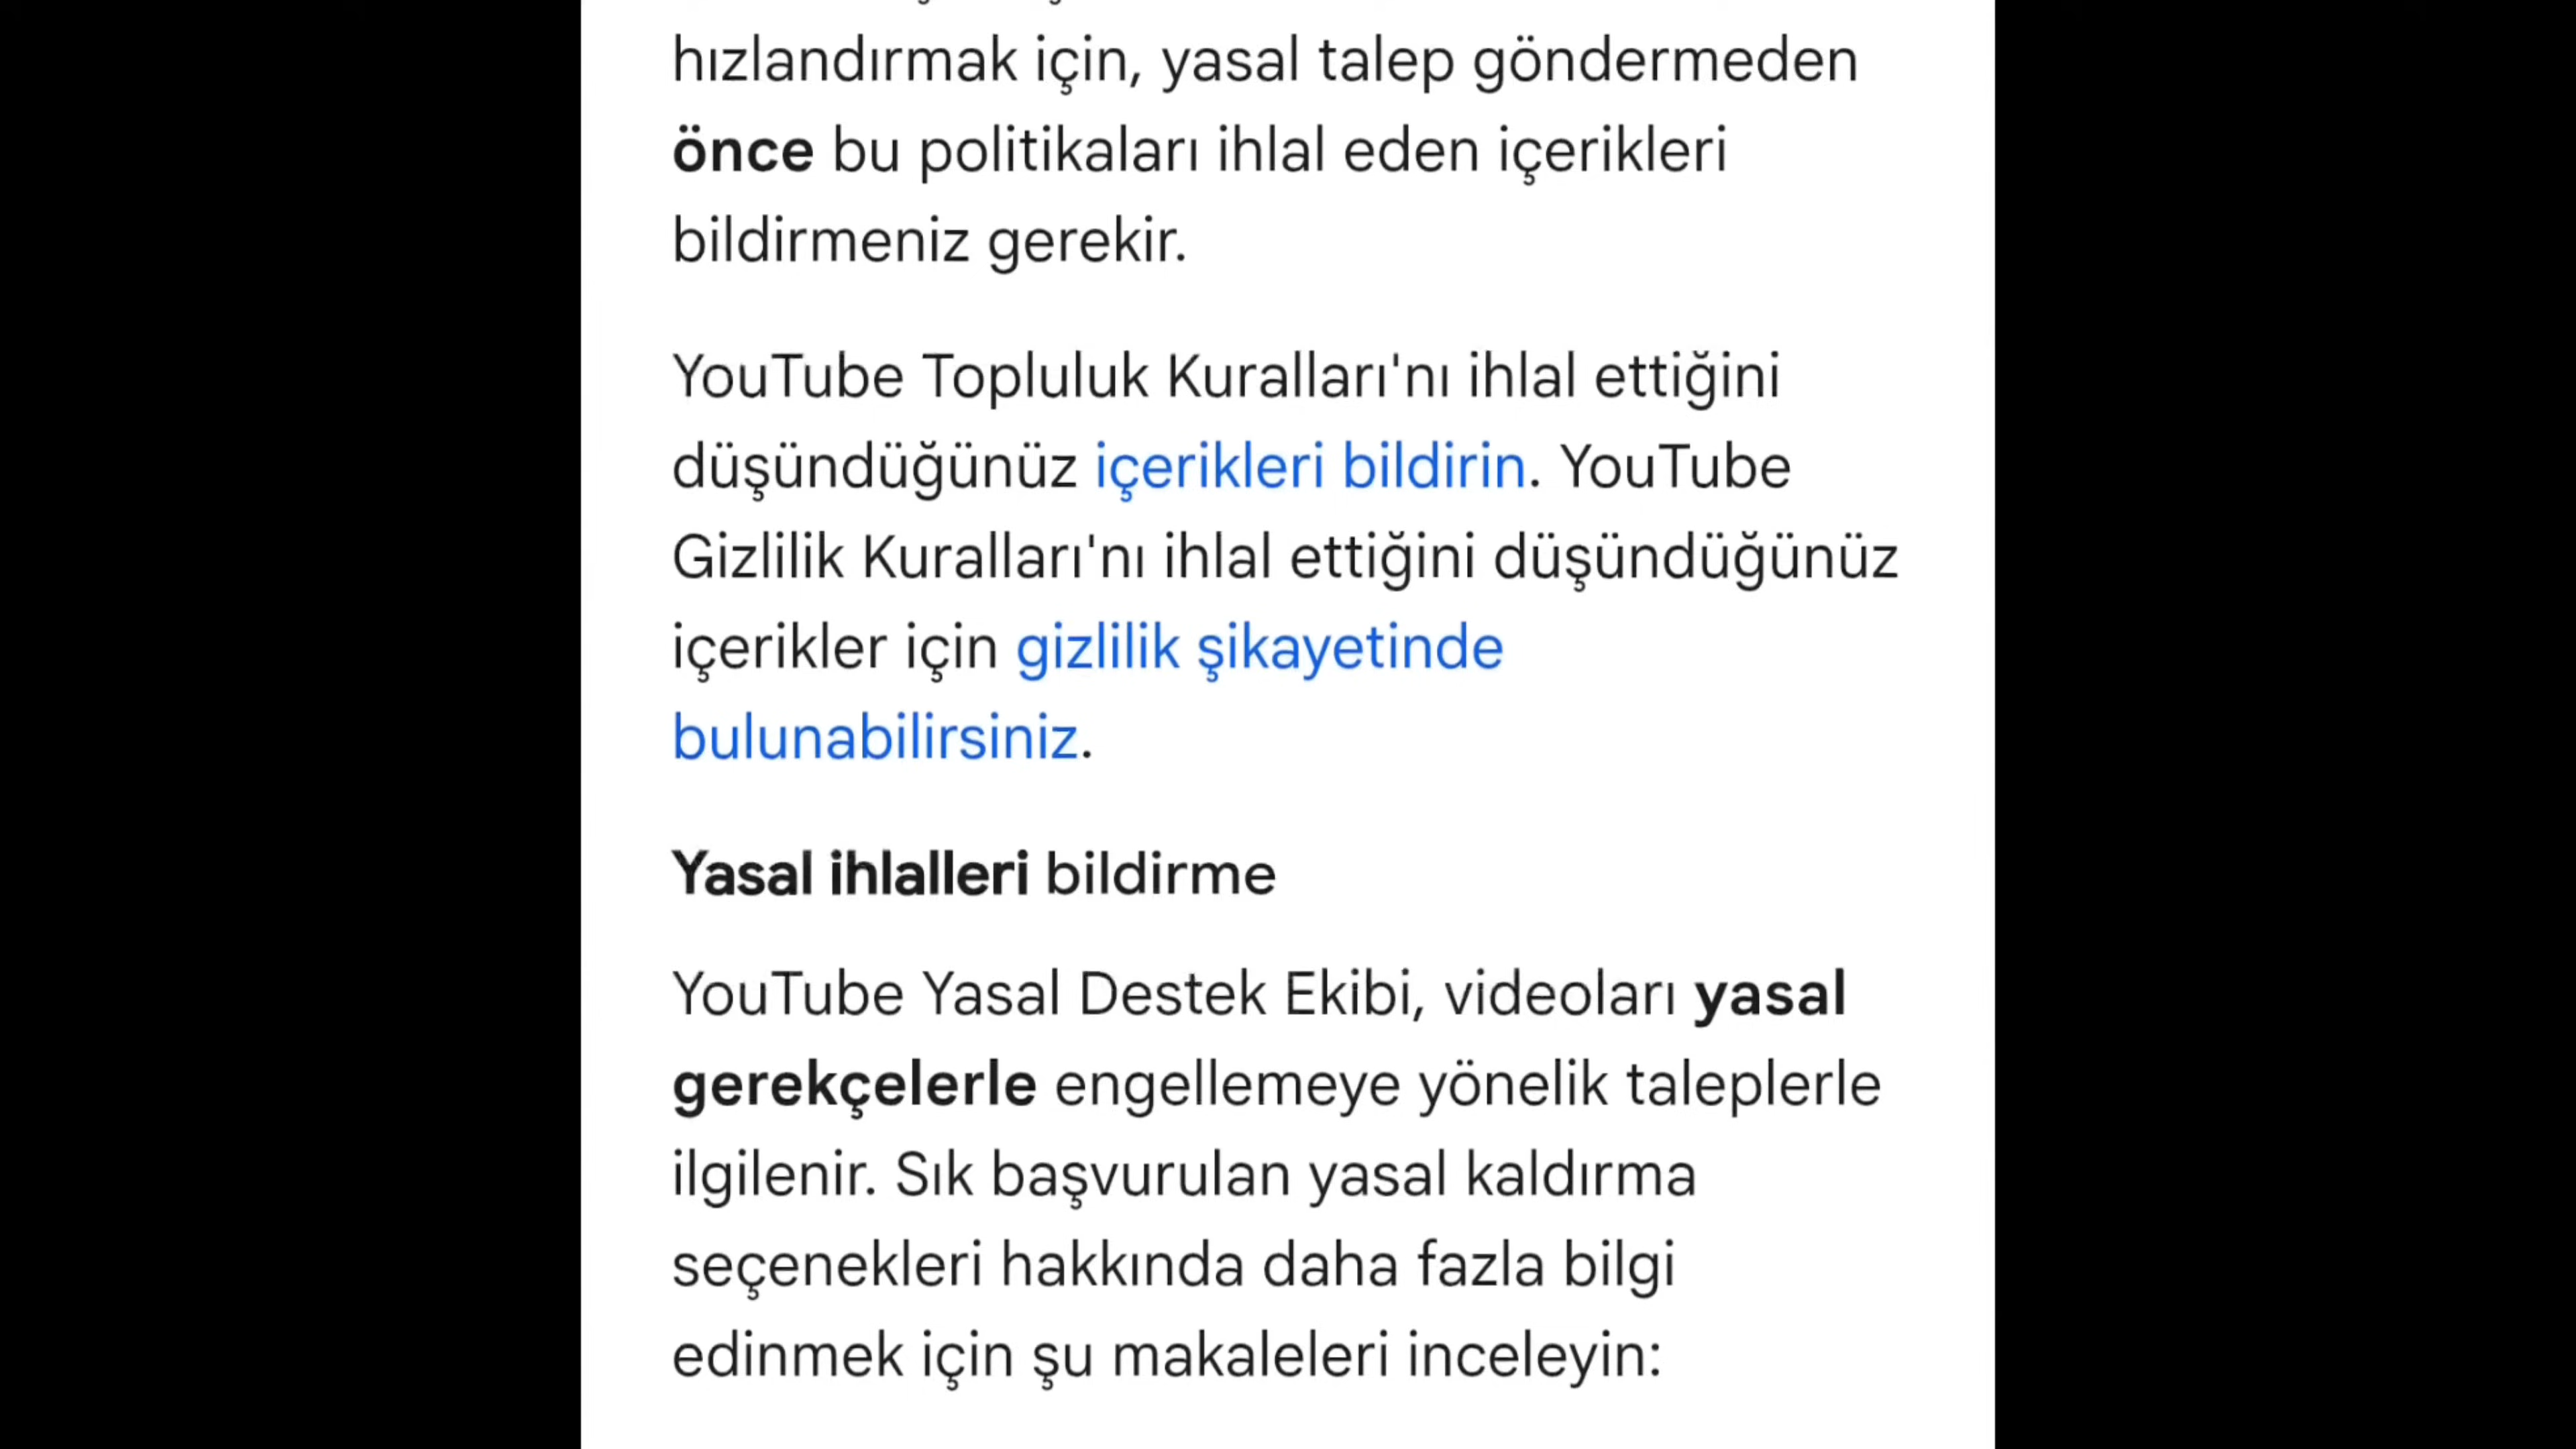 hızlandırmak için, yasal talep göndermeden
önce bu politikaları ihlal eden içerikleri
bildirmeniz gerekir.
YouTube Topluluk Kuralları'nı ihlal ettiğini
düşündüğünüz içerikleri bildirin. YouTube
Gizlilik Kuralları'nı ihlal ettiğini düşündüğünüz
içerikler için gizlilik şikayetinde
bulunabilirsiniz.
Yasal ihlalleri bildirme
YouTube Yasal Destek Ekibi, videoları yasal
gerekçelerle engellemeye yönelik taleplerle
ilgilenir. Sık başvurulan yasal kaldırma
seçenekleri hakkında daha fazla bilgi
edinmek için şu makaleleri inceleyin: